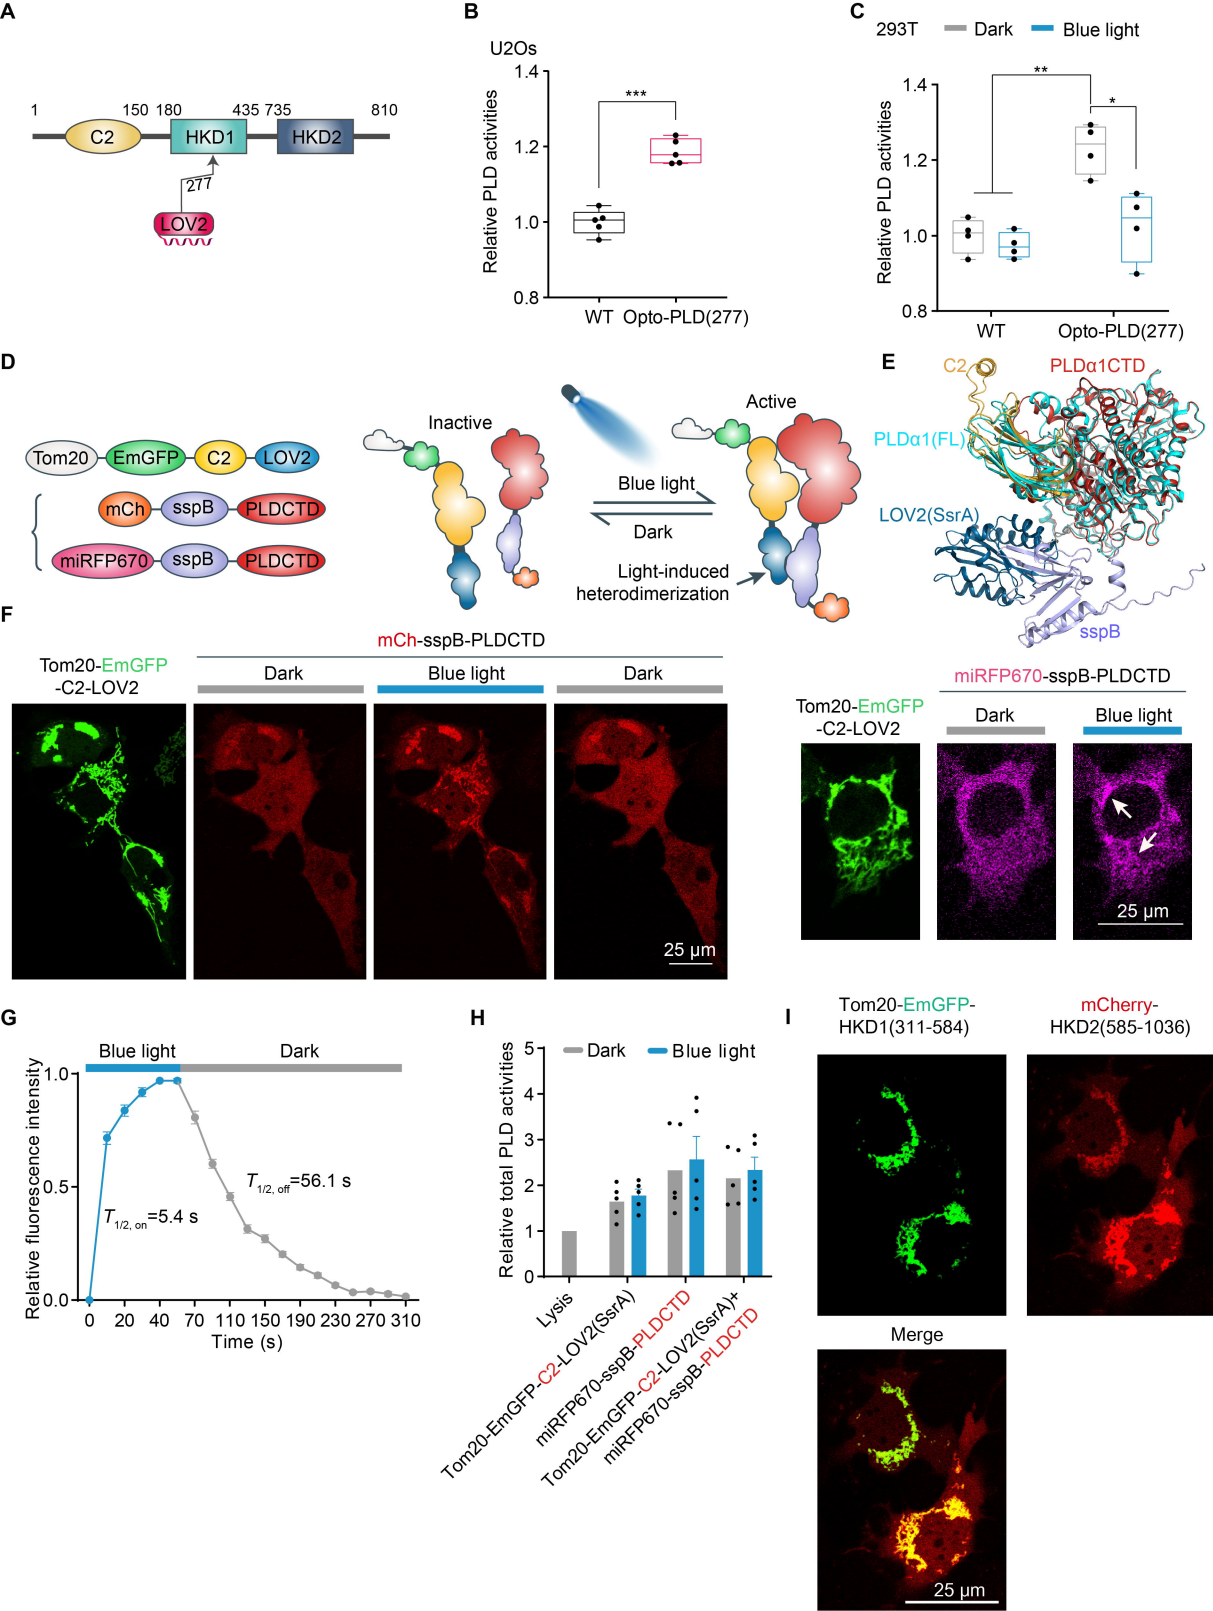 A
1
150
180
435
735
810
C2
HKD1
HKD2
277
LOV2
B
U2Os
Relative PLD activities
1.4
1.2
1.0
0.8
***
WT
Opto-PLD(277)
C
293T
Dark
Blue light
Relative PLD activities
1.4
1.2
1.0
0.8
**
*
WT
Opto-PLD(277)
D
Tom20
EmGFP
C2
LOV2
mCh
sspB
PLDCTD
miRFP670
sspB
PLDCTD
Inactive
Blue light
Dark
Active
Light-induced
heterodimerization
E
C2
PLDα1CTD
PLDα1(FL)
LOV2(SsrA)
sspB
F
Tom20-EmGFP
-C2-LOV2
mCh-sspB-PLDCTD
Dark
Blue light
Dark
25 µm
Tom20-EmGFP
-C2-LOV2
miRFP670-sspB-PLDCTD
Dark
Blue light
25 µm
G
Blue light
Dark
Relative fluorescence intensity
1.0
0.5
0.0
T1/2, on=5.4 s
T1/2, off=56.1 s
0 20 40 70 110 150 190 230 270 310
Time (s)
H
Dark
Blue light
Relative total PLD activities
5
4
3
2
1
0
Lysis
Tom20-EmGFP-C2-LOV2(SsrA)
miRFP670-sspB-PLDCTD
Tom20-EmGFP-C2-LOV2(SsrA)+
miRFP670-sspB-PLDCTD
I
Tom20-EmGFP-
HKD1(311-584)
mCherry-
HKD2(585-1036)
Merge
25 µm